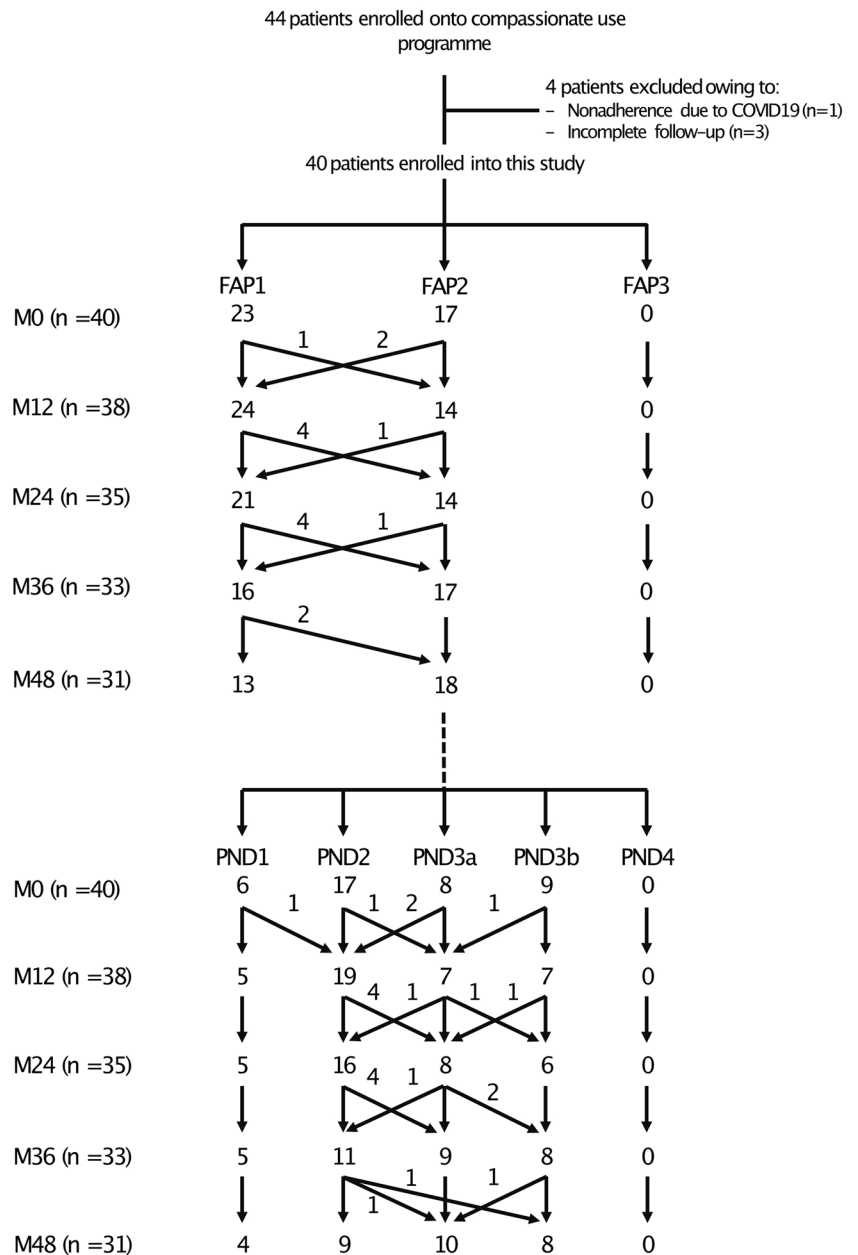 44 patients enrolled onto compassionate use
programme
4 patients excluded owing to:
– Nonadherence due to COVID19 (n=1)
– Incomplete follow–up (n=3)
40 patients enrolled into this study
FAP1 FAP2 FAP3
M0 (n =40) 23 17 0
1 2
M12 (n =38) 24 14 0
4 1
M24 (n =35) 21 14 0
4 1
M36 (n =33) 16 17 0
2
M48 (n =31) 13 18 0
PND1 PND2 PND3a PND3b PND4
M0 (n =40) 6 17 8 9 0
1 1 2 1
M12 (n =38) 5 19 7 7 0
4 1 1 1
M24 (n =35) 5 16 8 6 0
4 1 2
M36 (n =33) 5 11 9 8 0
1 1
1
M48 (n =31) 4 9 10 8 0